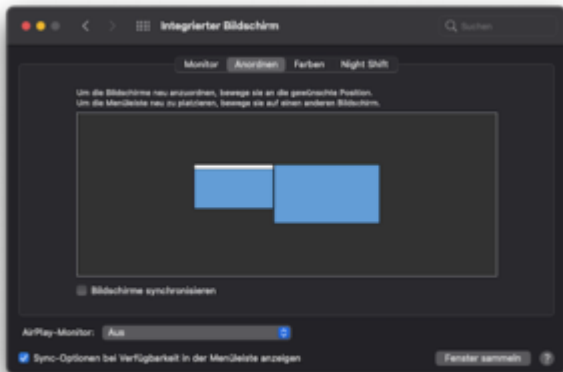 Integrierter Bildschirm
Suchen
Monitor Anordnen Farben Night Shift
Um die Bildschirme neu anzuordnen, bewege sie an die gewünschte Position.
Um die Menüleiste neu zu platzieren, bewege sie auf einen anderen Bildschirm.
Bildschirme synchronisieren
AirPlay-Monitor: Aus
Sync-Optionen bei Verfügbarkeit in der Menüleiste anzeigen
Fenster sammeln ?